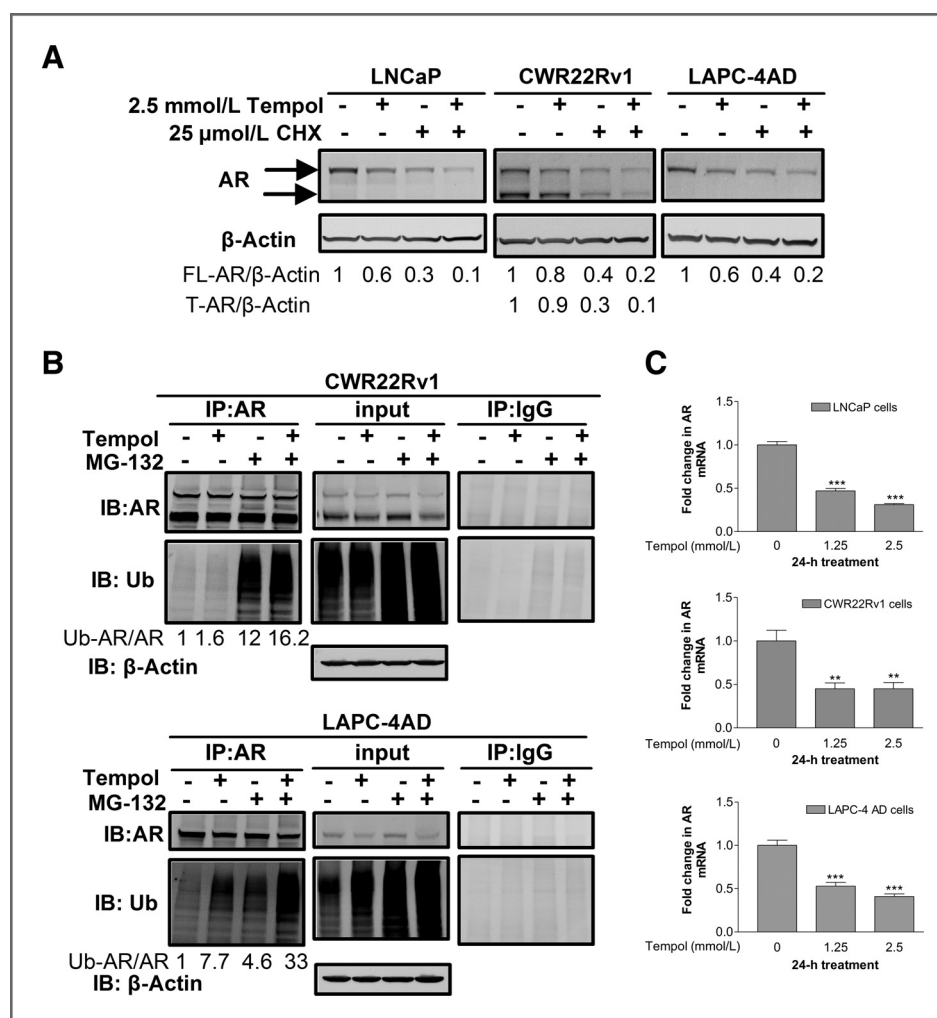 A
LNCaP CWR22Rv1 LAPC-4AD
2.5 mmol/L Tempol - + - + - + - + - + - +
25 µmol/L CHX - - + + - - + + - - + +
AR
β-Actin
FL-AR/β-Actin 1 0.6 0.3 0.1 1 0.8 0.4 0.2 1 0.6 0.4 0.2
T-AR/β-Actin 1 0.9 0.3 0.1
B
CWR22Rv1
IP:AR input IP:IgG
Tempol - + - + - + - + - + - +
MG-132 - - + + - - + + - - + +
IB:AR
IB: Ub
Ub-AR/AR 1 1.6 12 16.2
IB: β-Actin
LAPC-4AD
IP:AR input IP:IgG
Tempol - + - + - + - + - + - +
MG-132 - - + + - - + + - - + +
IB:AR
IB: Ub
Ub-AR/AR 1 7.7 4.6 33
IB: β-Actin
C
Fold change in AR
mRNA
1.5
1.0
0.5
0.0
LNCaP cells
***
***
Tempol (mmol/L) 0 1.25 2.5
24-h treatment
Fold change in AR
mRNA
1.5
1.0
0.5
0.0
CWR22Rv1 cells
**
**
Tempol (mmol/L) 0 1.25 2.5
24-h treatment
Fold change in AR
mRNA
1.5
1.0
0.5
0.0
LAPC-4 AD cells
***
***
Tempol (mmol/L) 0 1.25 2.5
24-h treatment